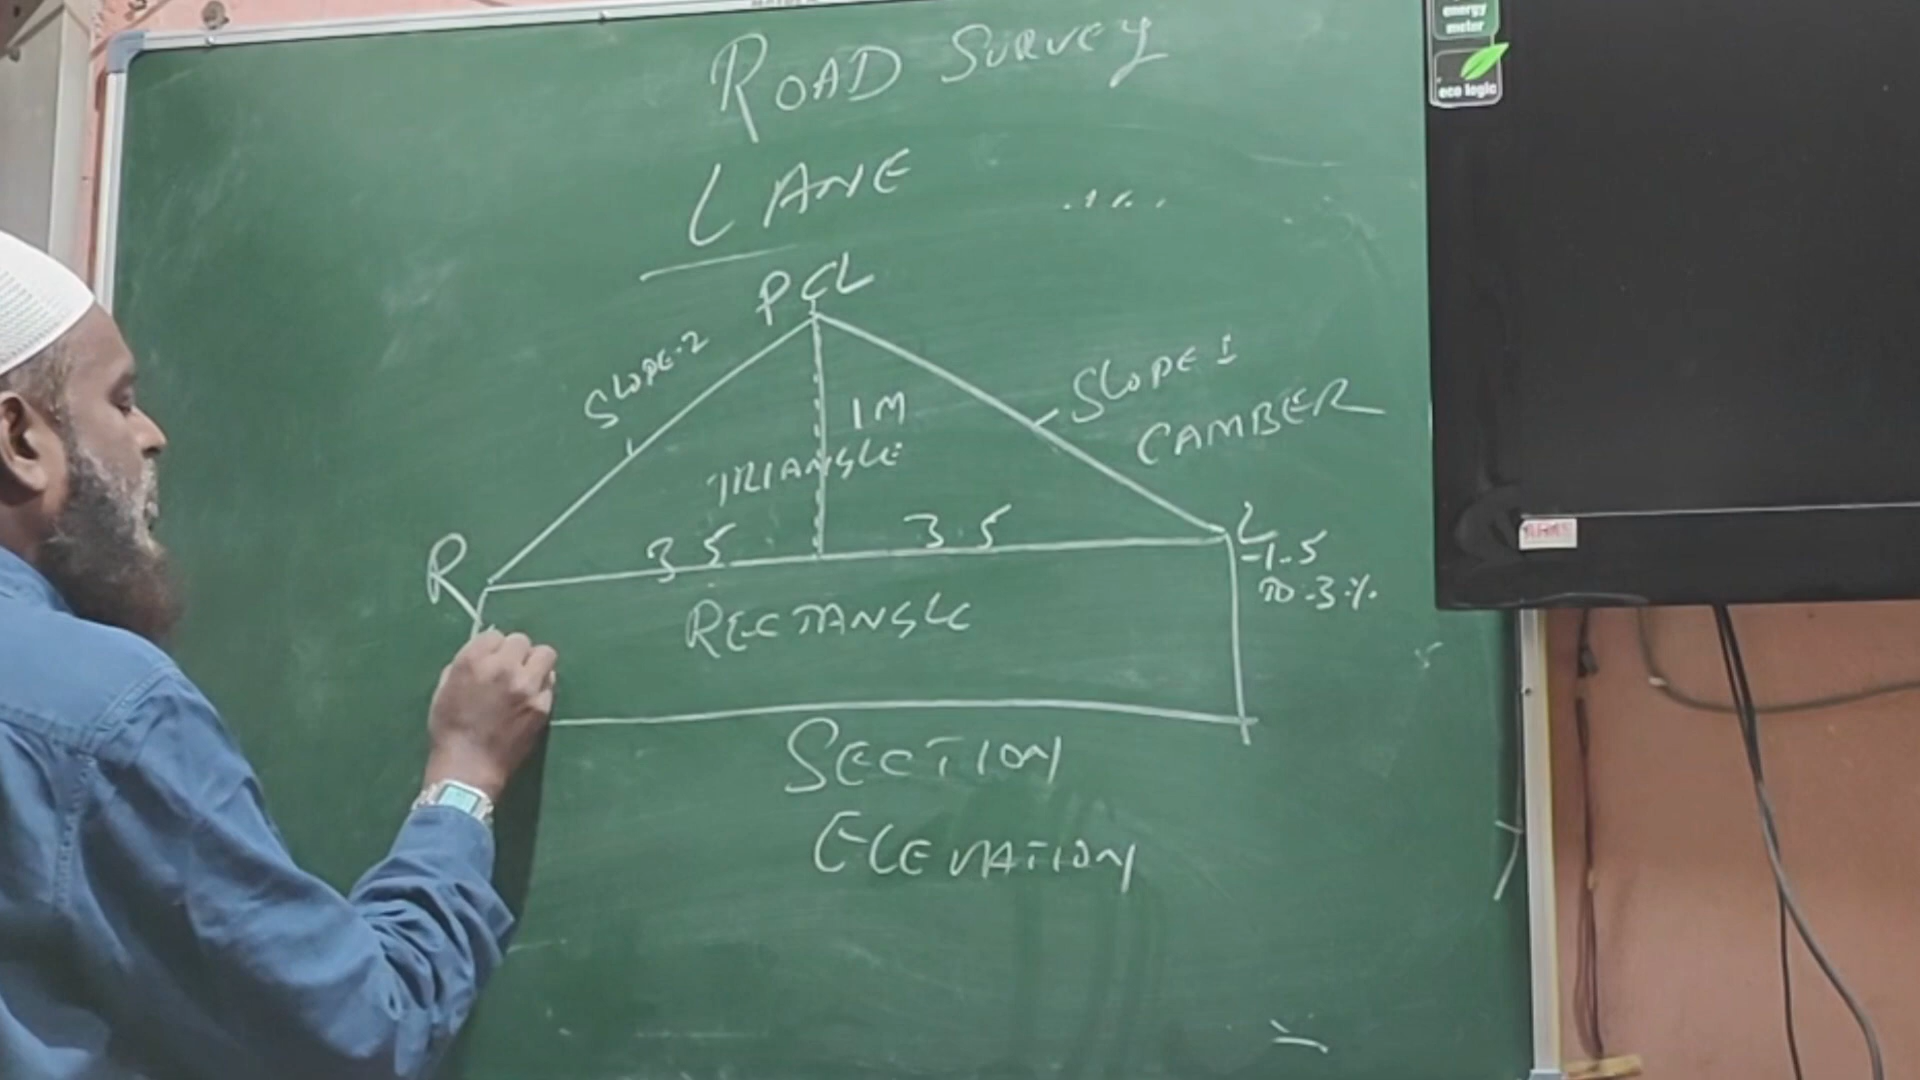 ROAD SURVEY
LANE
PCL
SLOPE-2
SLOPE 1
CAMBER
1M
TRIANGLE
3.5
3.5
R
L
-1.5
TO -3%
RECTANGLE
SECTION
ELEVATION
energy
meter
eco logic